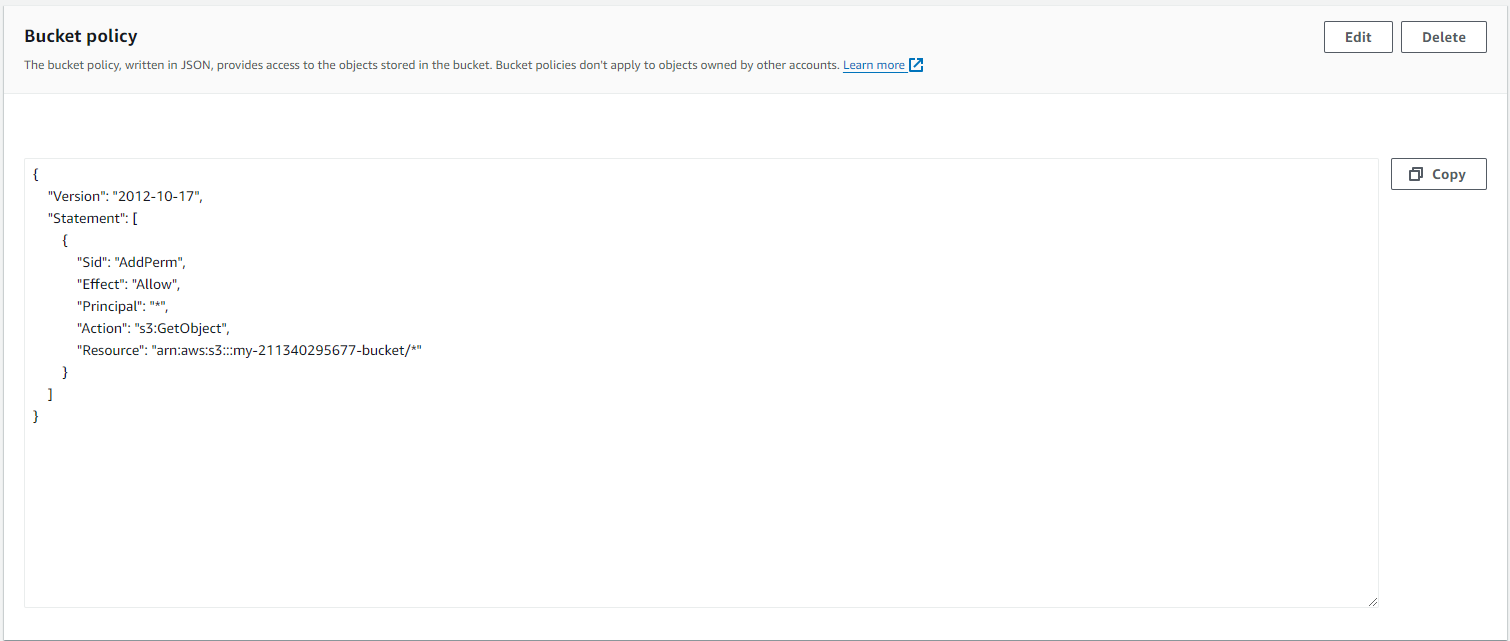 Bucket policy
Edit
Delete
The bucket policy, written in JSON, provides access to the objects stored in the bucket. Bucket policies don't apply to objects owned by other accounts. Learn more
Copy
{
"Version": "2012-10-17",
"Statement": [
{
"Sid": "AddPerm",
"Effect": "Allow",
"Principal": "*",
"Action": "s3:GetObject",
"Resource": "arn:aws:s3:::my-211340295677-bucket/*"
}
]
}